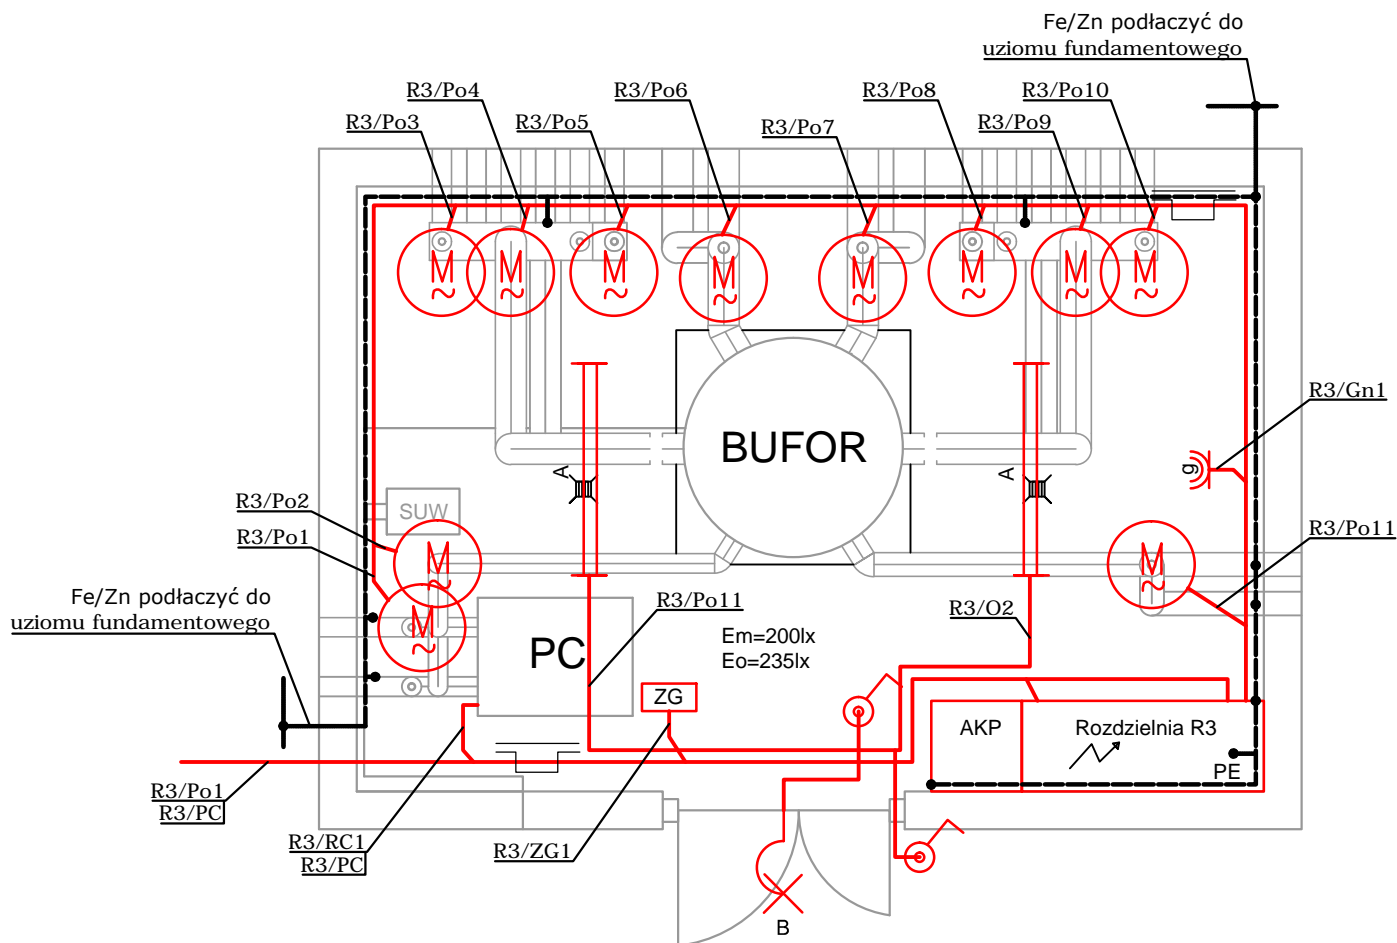 Fe/Zn podłaczyć do
uziomu fundamentowego
R3/Po4
R3/Po6
R3/Po8
R3/Po10
R3/Po3
R3/Po5
R3/Po7
R3/Po9
M
~
M
~
M
~
M
~
M
~
M
~
M
~
M
~
R3/Gn1
BUFOR
A
A
g
R3/Po2
SUW
R3/Po1
R3/Po11
M
~
M
~
M
~
Fe/Zn podłaczyć do
uziomu fundamentowego
R3/Po11
R3/O2
Em=200lx
Eo=235lx
PC
ZG
AKP
Rozdzielnia R3
PE
R3/Po1
R3/PC
R3/RC1
R3/PC
R3/ZG1
B